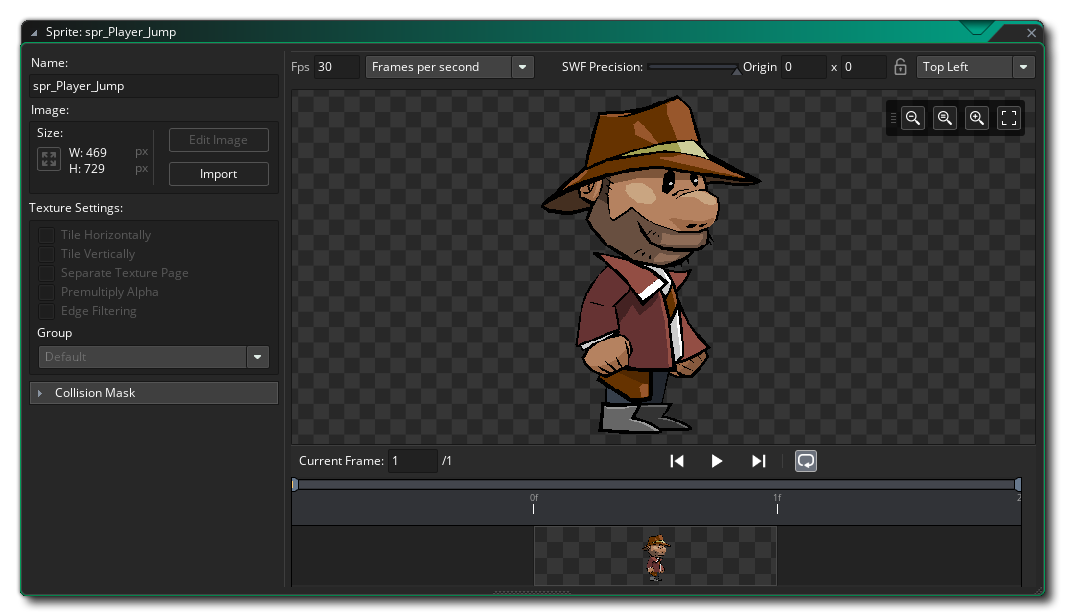 Sprite: spr_Player_Jump
Name:
spr_Player_Jump
Image:
Size:
W: 469 px
H: 729 px
Edit Image
Import
Texture Settings:
Tile Horizontally
Tile Vertically
Separate Texture Page
Premultiply Alpha
Edge Filtering
Group
Default
Collision Mask
Fps 30 Frames per second SWF Precision: Origin 0 x 0 Top Left
Current Frame: 1 /1
0f 1f 2